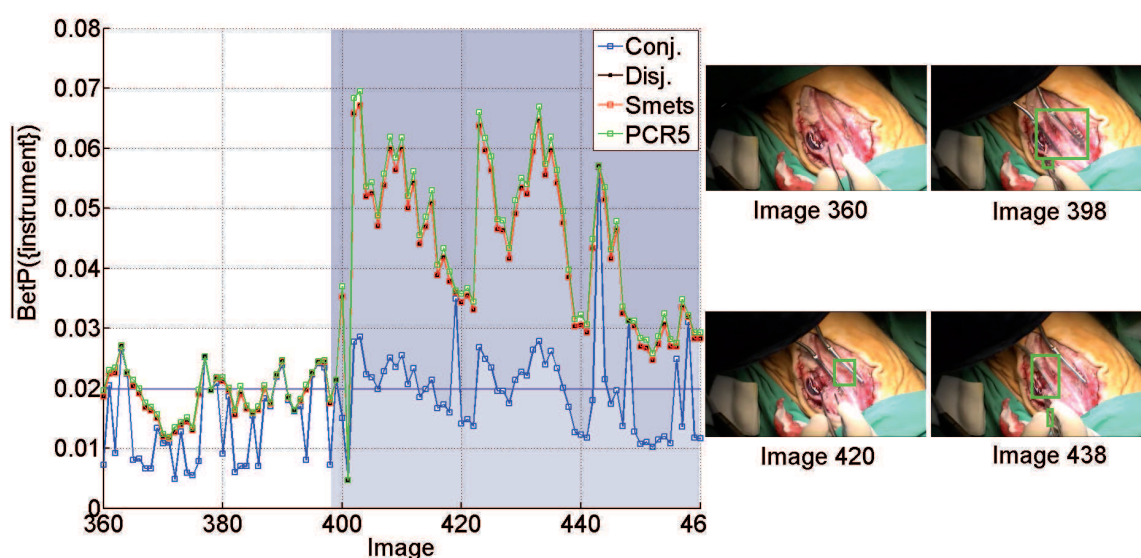 0.08
0.07
0.06
0.05
0.04
0.03
0.02
0.01
0
BetP({instrument})
360
380
400
420
440
46
Image
Conj.
Disj.
Smets
PCR5
Image 360
Image 398
Image 420
Image 438